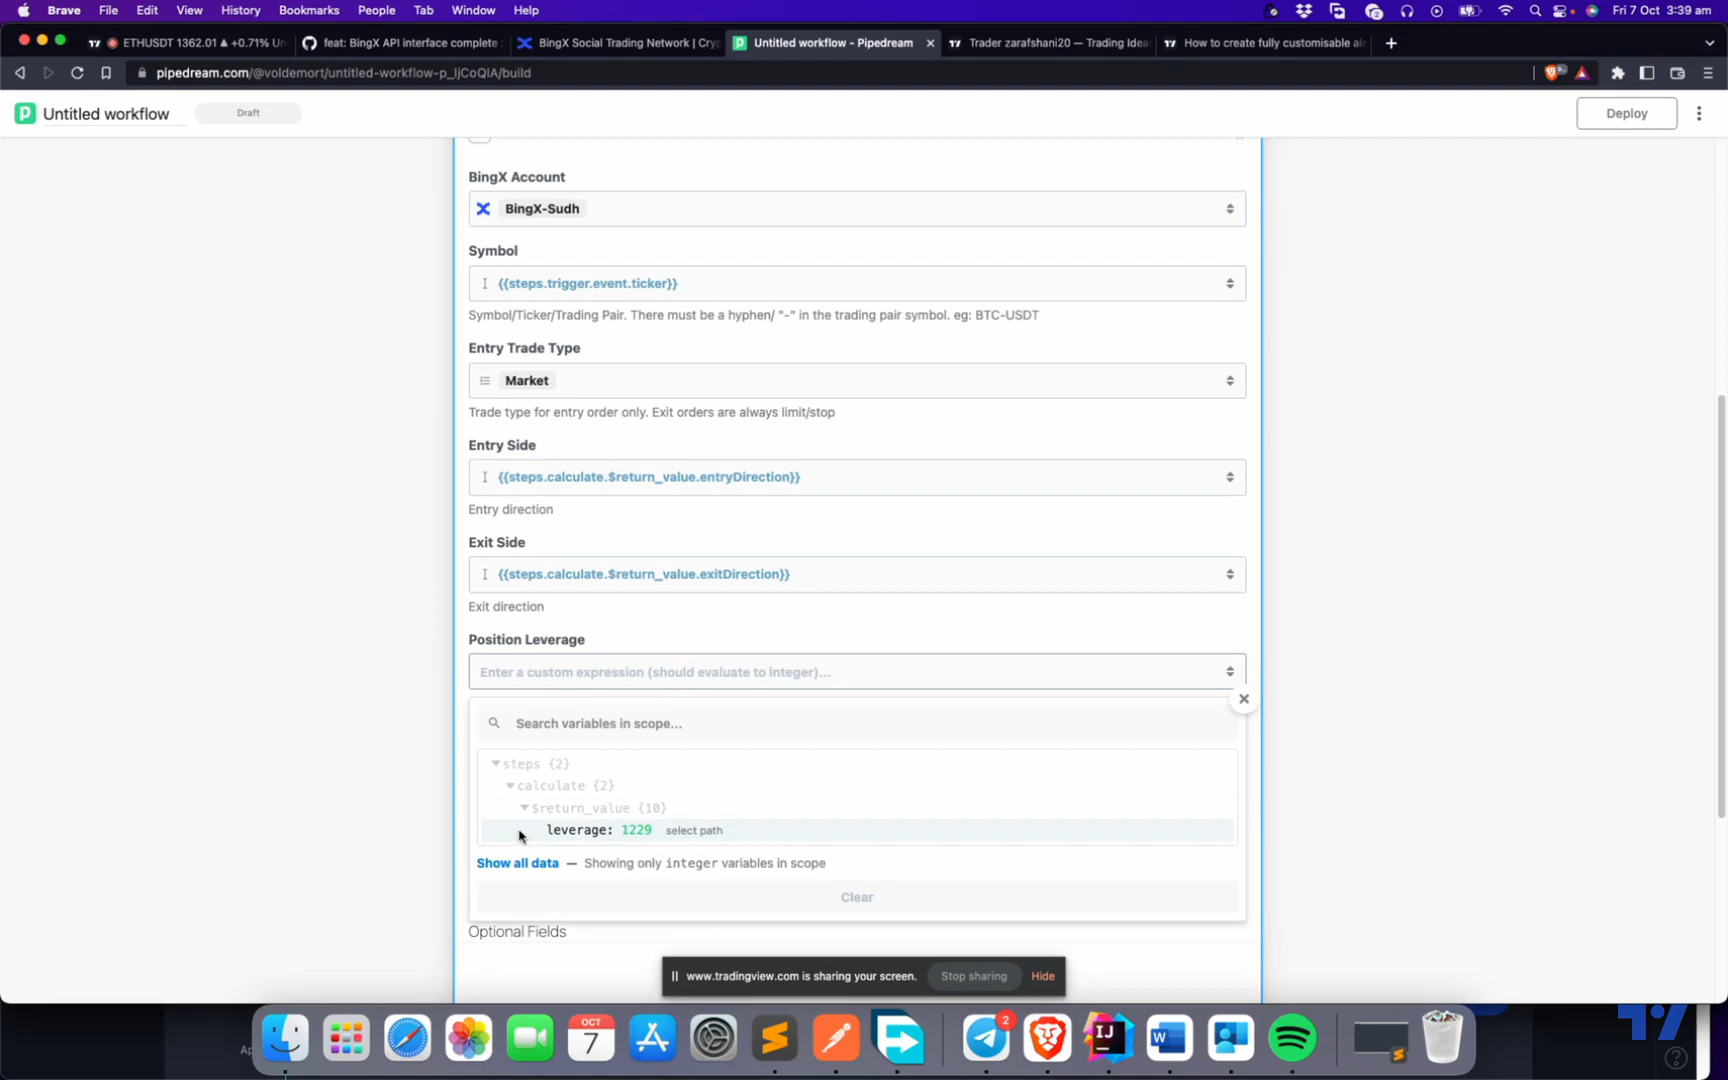 Brave File Edit View History Bookmarks People Tab Window Help Fri 7 Oct 3:39 am
ETHUSDT 1362.01 ▲ +0.71% Un feat: BingX API interface complete BingX Social Trading Network | Cry Untitled workflow - Pipedream Trader zarafshani20 — Trading Idea How to create fully customisable al
pipedream.com/@voldemort/untitled-workflow-p_ljCoQlA/build
Untitled workflow Draft Deploy
BingX Account
BingX-Sudh
Symbol
{{steps.trigger.event.ticker}}
Symbol/Ticker/Trading Pair. There must be a hyphen/ "-" in the trading pair symbol. eg: BTC-USDT
Entry Trade Type
Market
Trade type for entry order only. Exit orders are always limit/stop
Entry Side
{{steps.calculate.$return_value.entryDirection}}
Entry direction
Exit Side
{{steps.calculate.$return_value.exitDirection}}
Exit direction
Position Leverage
Enter a custom expression (should evaluate to integer)...
Search variables in scope...
steps {2}
calculate {2}
$return_value {10}
leverage: 1229 select path
Show all data — Showing only integer variables in scope
Clear
Optional Fields
www.tradingview.com is sharing your screen. Stop sharing Hide
OCT
7
2